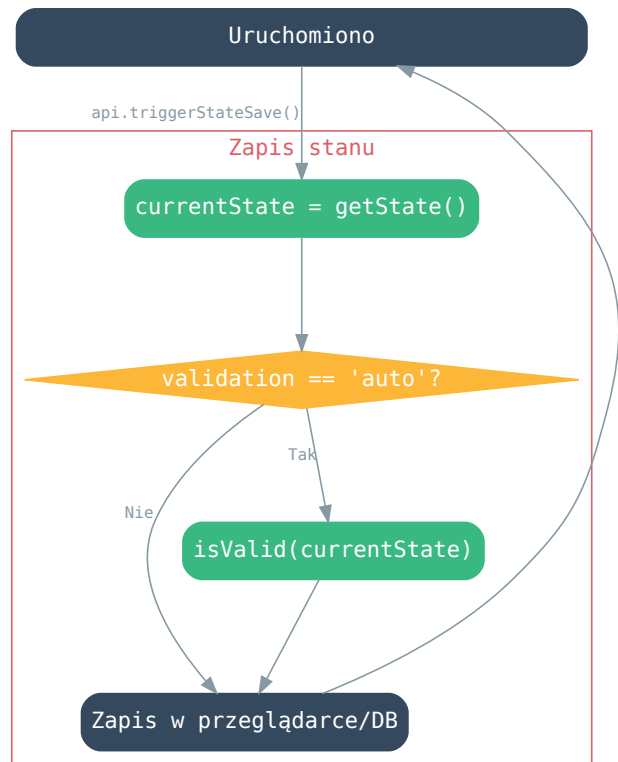 Uruchomiono
api.triggerStateSave()
Zapis stanu
currentState = getState()
validation == 'auto'?
Tak
Nie
isValid(currentState)
Zapis w przeglądarce/DB